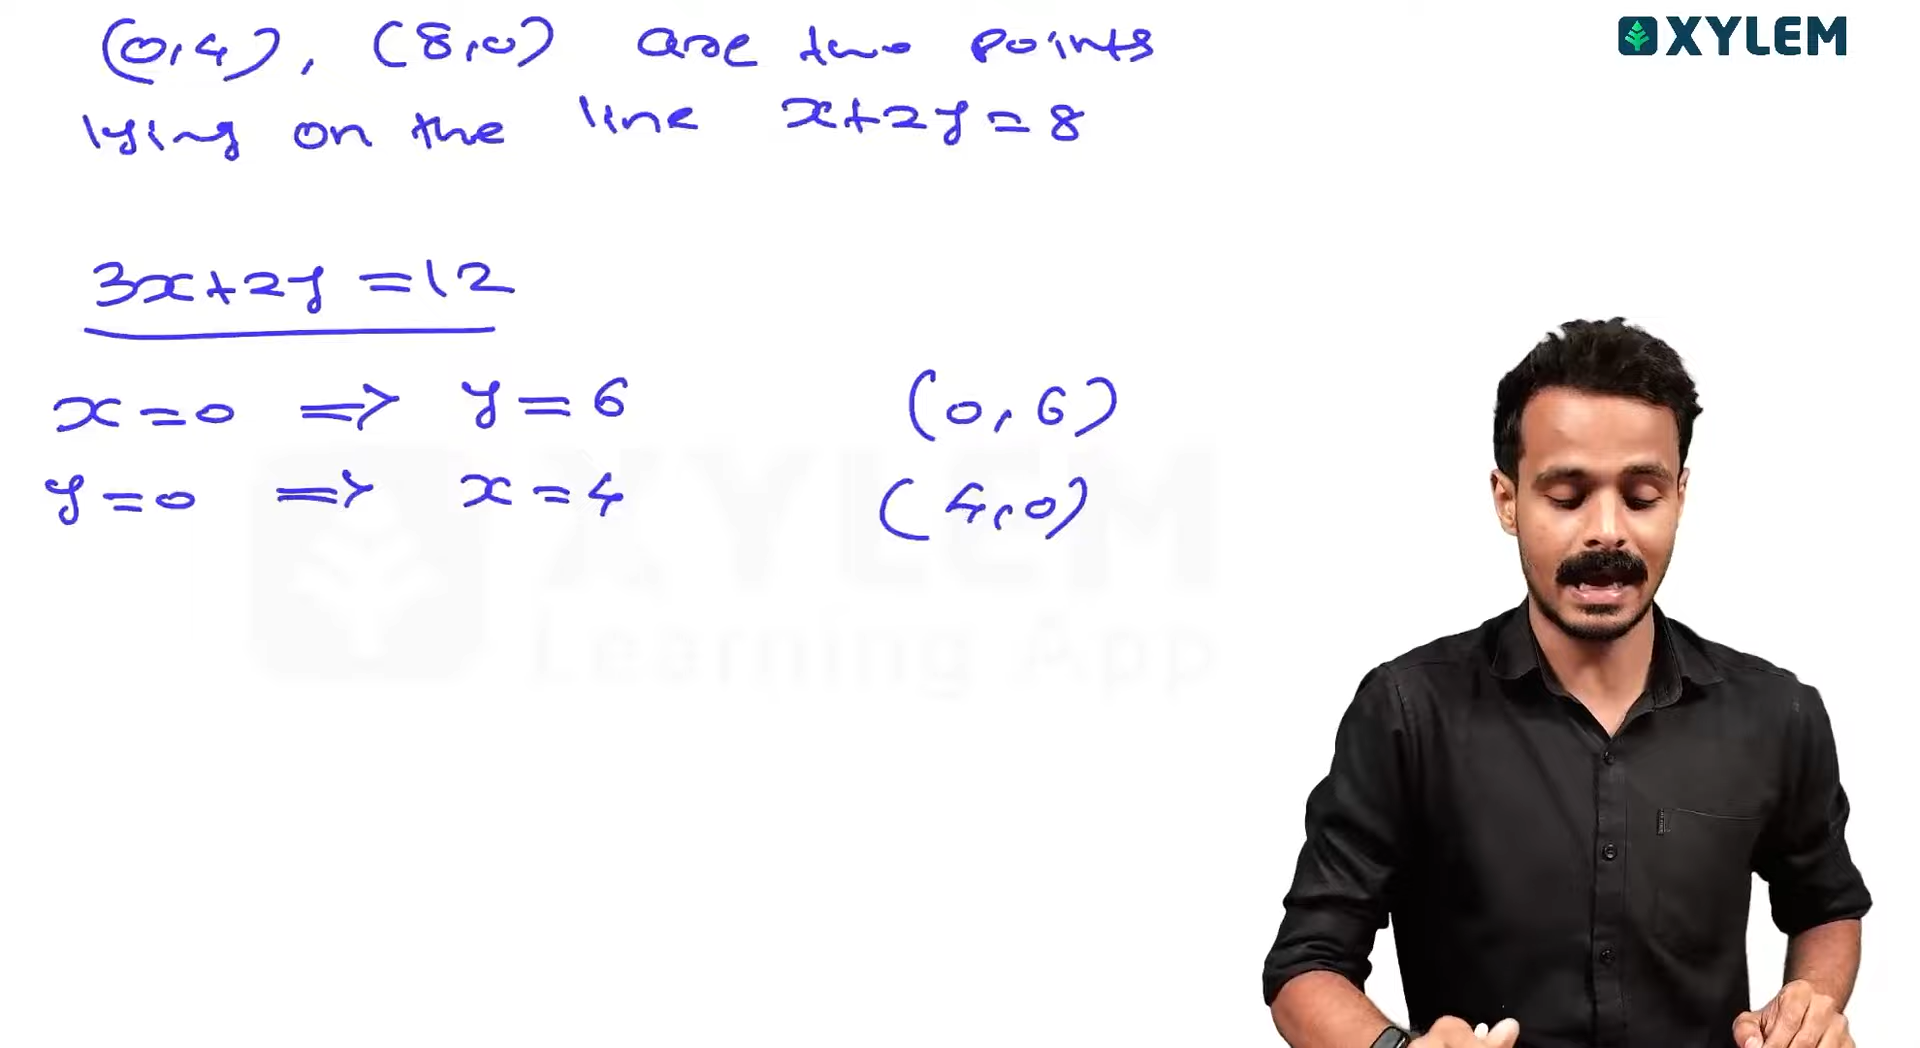 XYLEM
(0,4), (8,0) are two points
lying on the line x+2y=8
3x+2y=12
x=0 ⟹ y=6 (0,6)
y=0 ⟹ x=4 (4,0)
XYLEM
Learning App